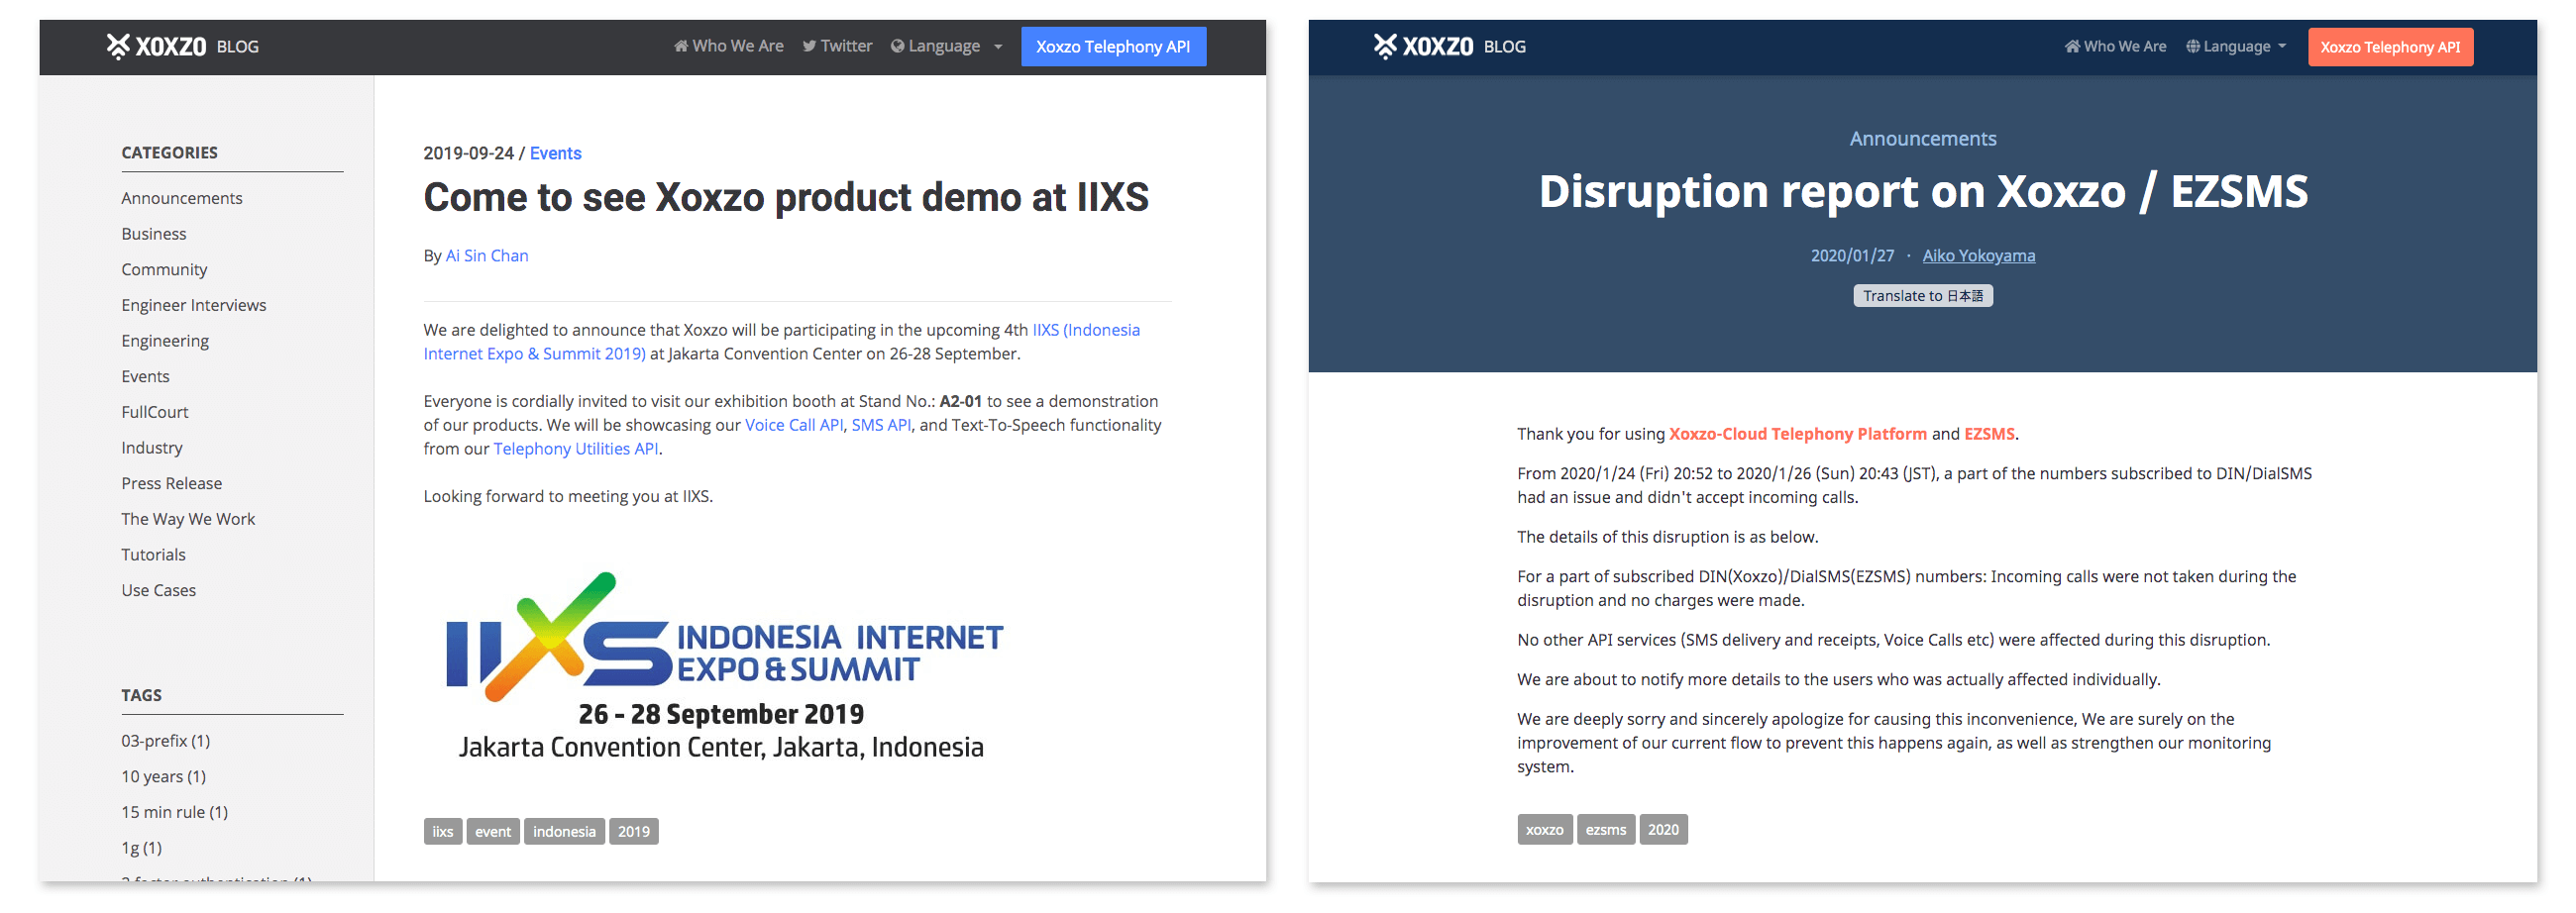 XOXZO BLOG
Who We Are Twitter Language Xoxzo Telephony API
CATEGORIES
Announcements
Business
Community
Engineer Interviews
Engineering
Events
FullCourt
Industry
Press Release
The Way We Work
Tutorials
Use Cases
TAGS
03-prefix (1)
10 years (1)
15 min rule (1)
1g (1)
2019-09-24 / Events
Come to see Xoxzo product demo at IIXS
By Ai Sin Chan
We are delighted to announce that Xoxzo will be participating in the upcoming 4th IIXS (Indonesia
Internet Expo & Summit 2019) at Jakarta Convention Center on 26-28 September.
Everyone is cordially invited to visit our exhibition booth at Stand No.: A2-01 to see a demonstration
of our products. We will be showcasing our Voice Call API, SMS API, and Text-To-Speech functionality
from our Telephony Utilities API.
Looking forward to meeting you at IIXS.
IIXS INDONESIA INTERNET
EXPO & SUMMIT
26 - 28 September 2019
Jakarta Convention Center, Jakarta, Indonesia
iixs event indonesia 2019
XOXZO BLOG
Who We Are Language Xoxzo Telephony API
Announcements
Disruption report on Xoxzo / EZSMS
2020/01/27 · Aiko Yokoyama
Translate to 日本語
Thank you for using Xoxzo-Cloud Telephony Platform and EZSMS.
From 2020/1/24 (Fri) 20:52 to 2020/1/26 (Sun) 20:43 (JST), a part of the numbers subscribed to DIN/DialSMS
had an issue and didn't accept incoming calls.
The details of this disruption is as below.
For a part of subscribed DIN(Xoxzo)/DialSMS(EZSMS) numbers: Incoming calls were not taken during the
disruption and no charges were made.
No other API services (SMS delivery and receipts, Voice Calls etc) were affected during this disruption.
We are about to notify more details to the users who was actually affected individually.
We are deeply sorry and sincerely apologize for causing this inconvenience, We are surely on the
improvement of our current flow to prevent this happens again, as well as strengthen our monitoring
system.
xoxzo ezsms 2020